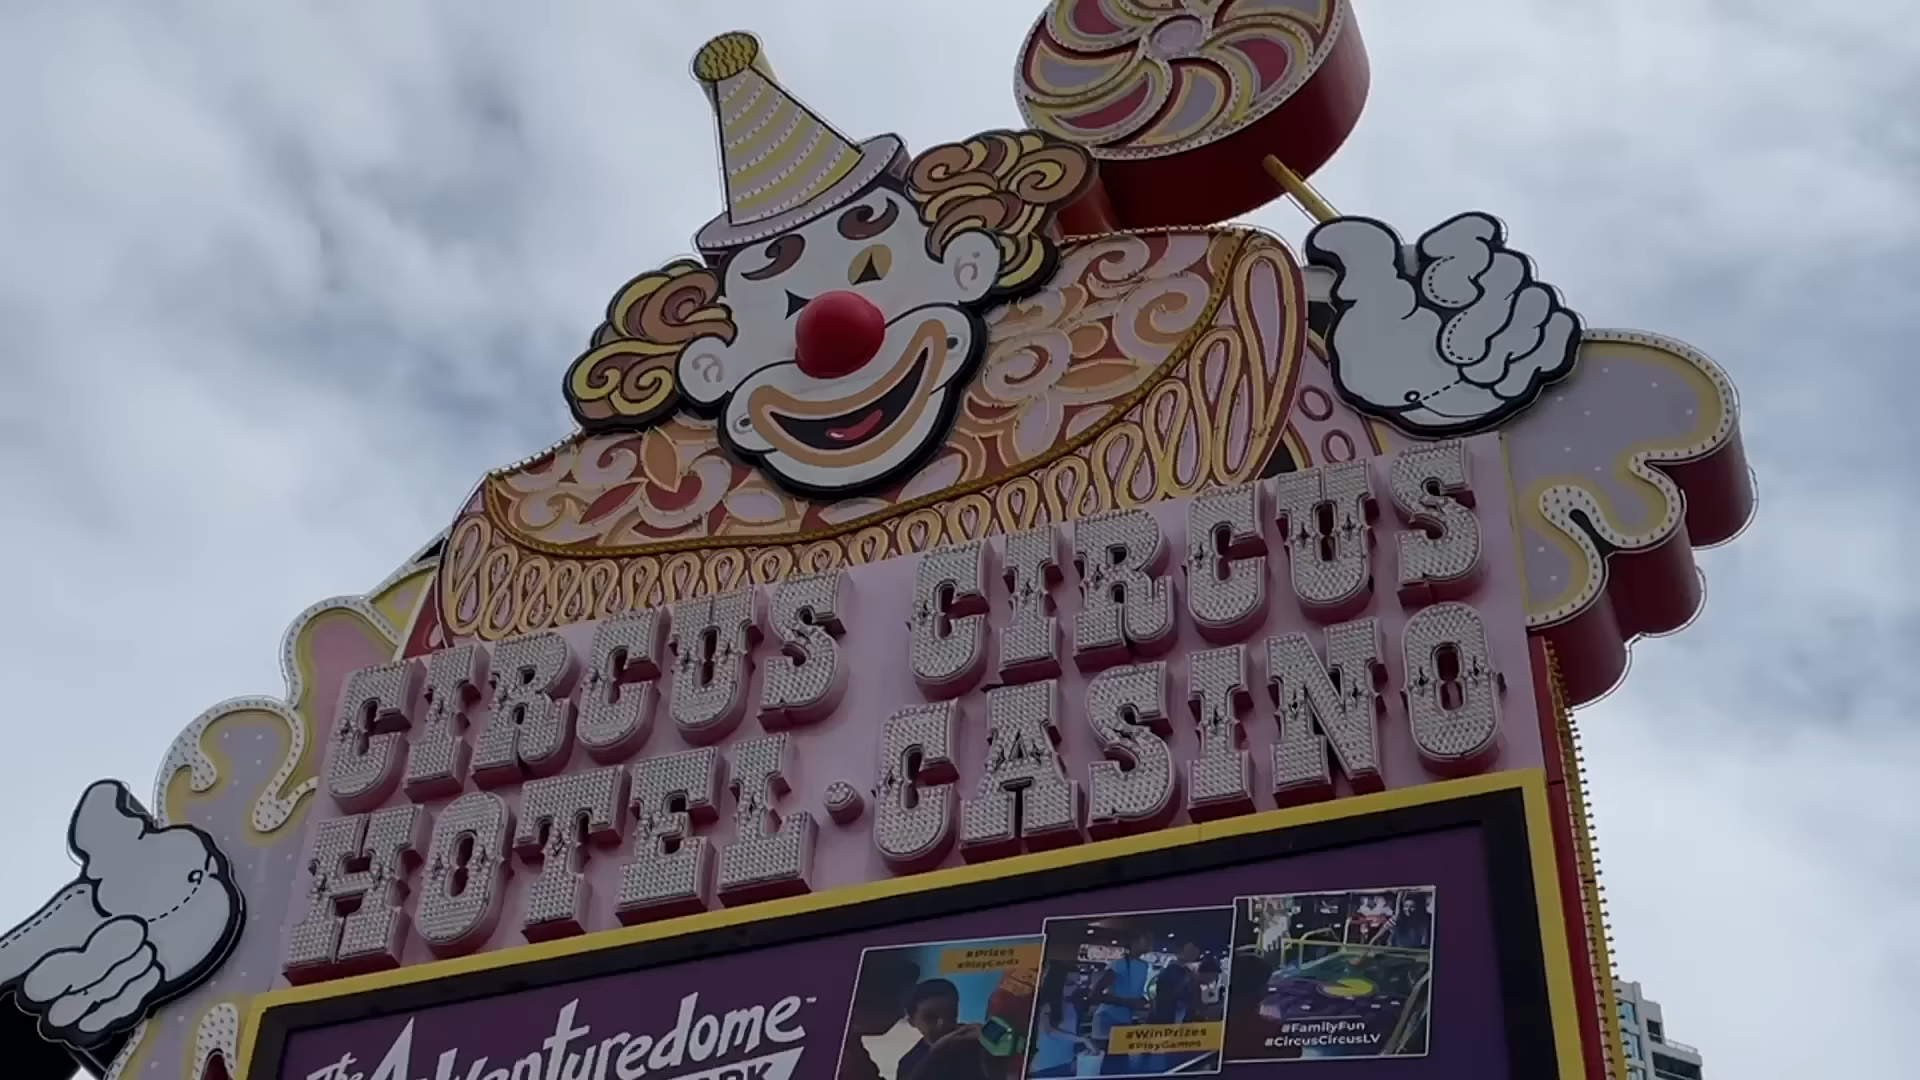 CIRCUS CIRCUS
HOTEL·CASINO
The Adventuredome
#Prizes
#PlayCards
#WinPrizes
#PlayGames
#FamilyFun
#CircusCircusLV